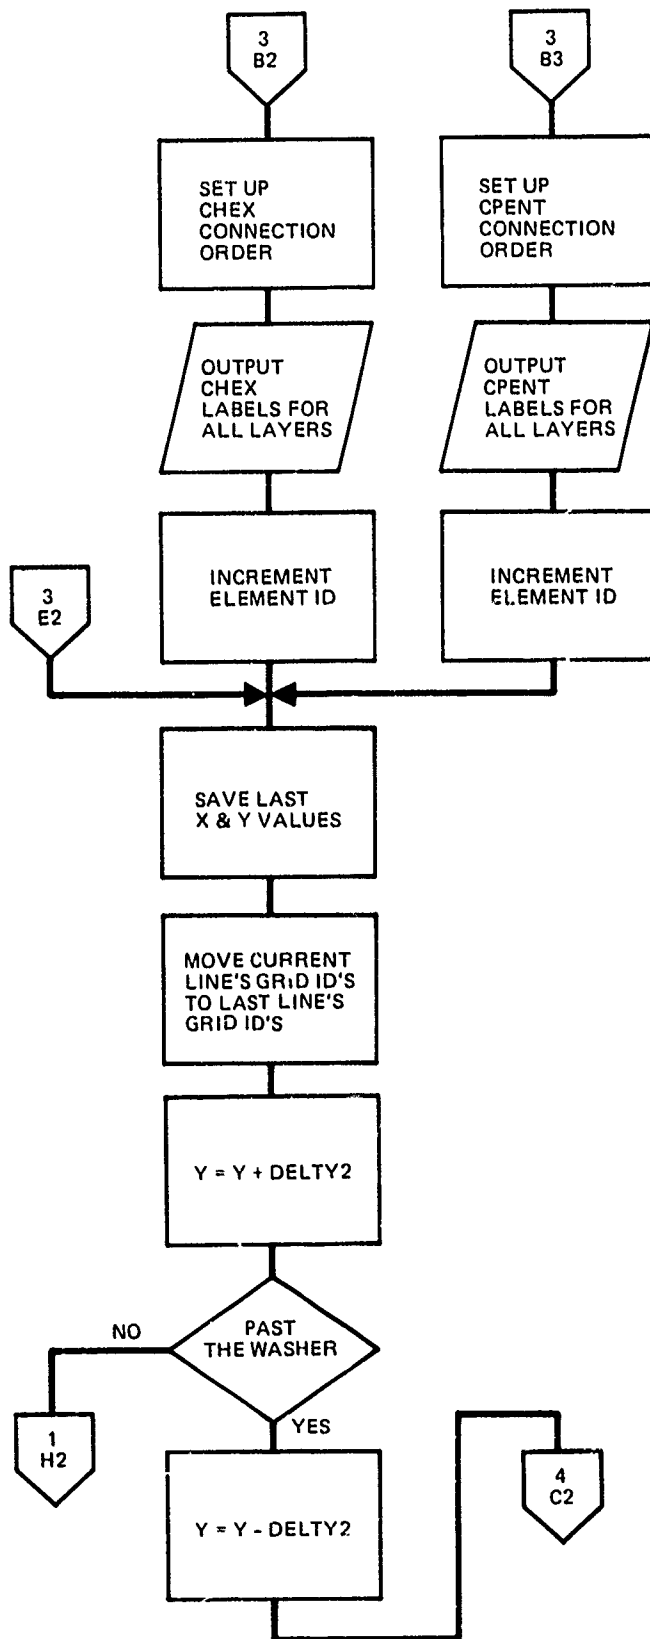 3
B2
3
B3
SET UP
CHEX
CONNECTION
ORDER
SET UP
CPENT
CONNECTION
ORDER
OUTPUT
CHEX
LABELS FOR
ALL LAYERS
OUTPUT
CPENT
LABELS FOR
ALL LAYERS
INCREMENT
ELEMENT ID
INCREMENT
ELEMENT ID
3
E2
SAVE LAST
X & Y VALUES
MOVE CURRENT
LINE'S GRID ID'S
TO LAST LINE'S
GRID ID'S
Y = Y + DELTY2
PAST
THE WASHER
NO
YES
1
H2
Y = Y - DELTY2
4
C2